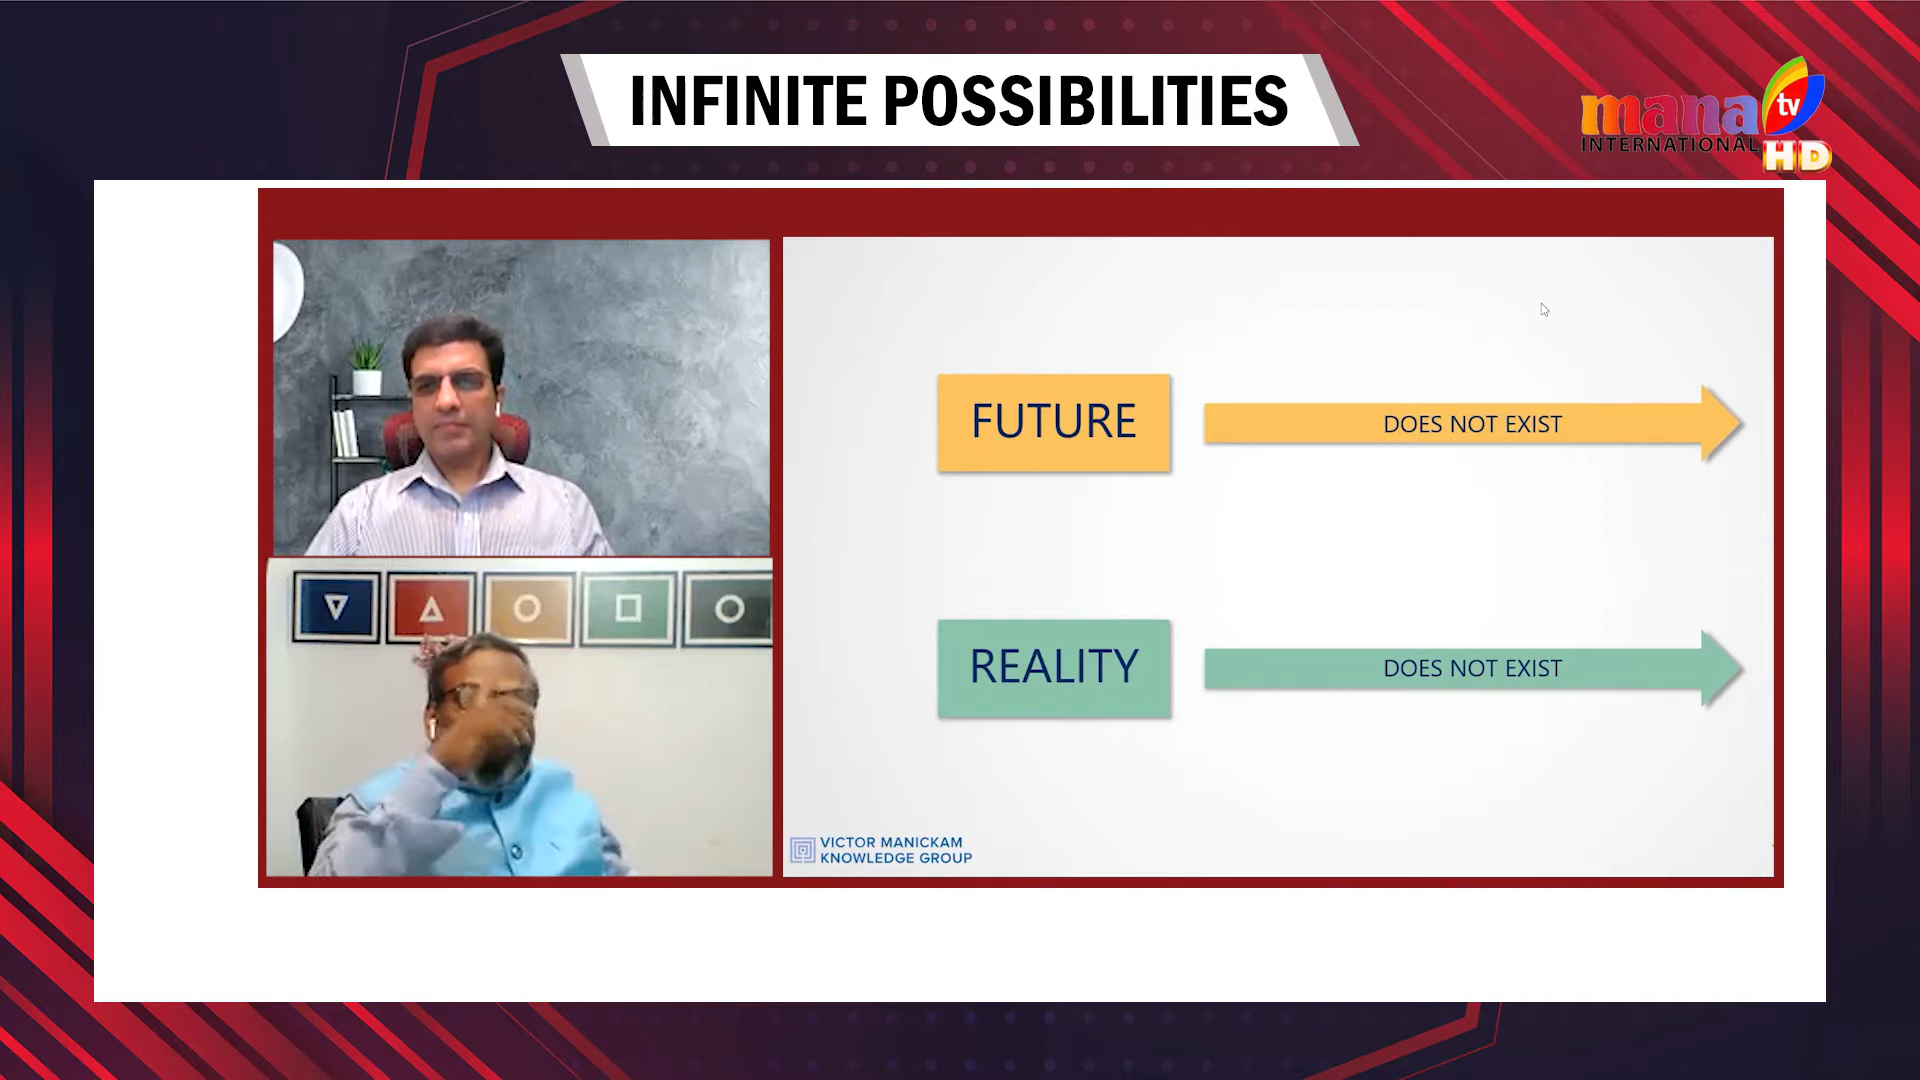 INFINITE POSSIBILITIES
mana tv
INTERNATIONAL
HD
FUTURE
DOES NOT EXIST
REALITY
DOES NOT EXIST
VICTOR MANICKAM
KNOWLEDGE GROUP